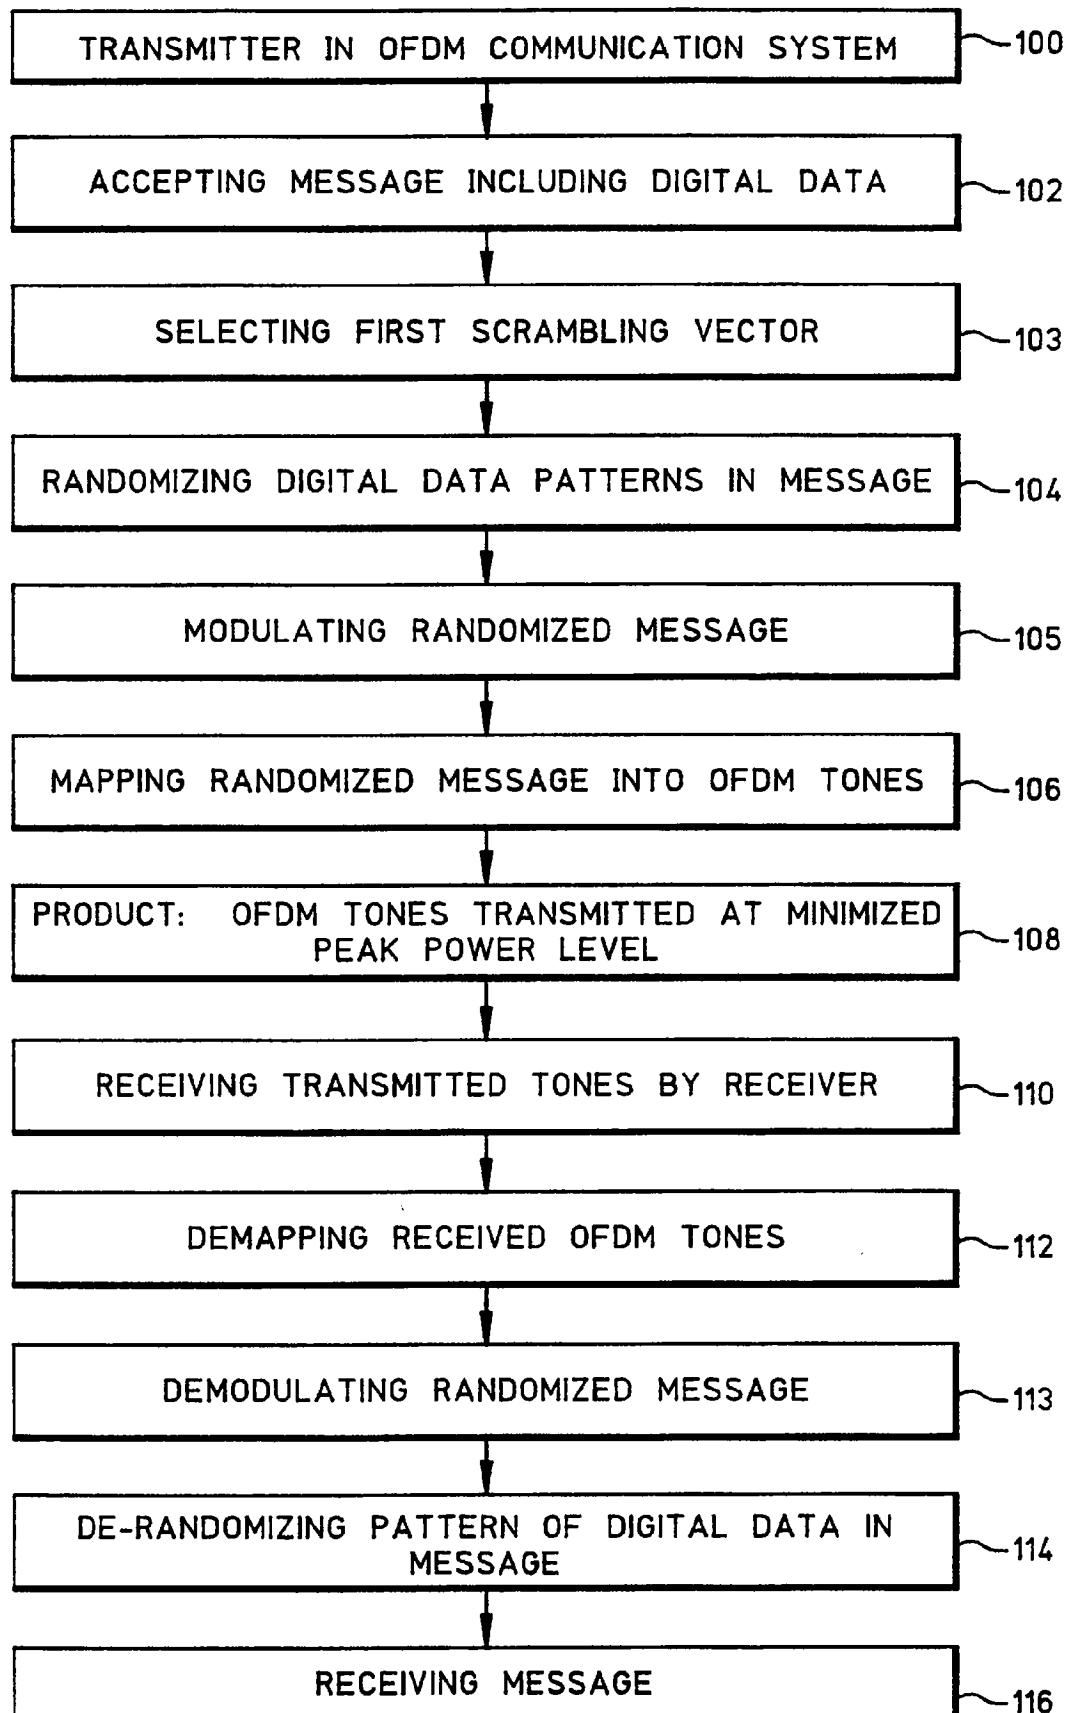 TRANSMITTER IN OFDM COMMUNICATION SYSTEM
100
ACCEPTING MESSAGE INCLUDING DIGITAL DATA
102
SELECTING FIRST SCRAMBLING VECTOR
103
RANDOMIZING DIGITAL DATA PATTERNS IN MESSAGE
104
MODULATING RANDOMIZED MESSAGE
105
MAPPING RANDOMIZED MESSAGE INTO OFDM TONES
106
PRODUCT: OFDM TONES TRANSMITTED AT MINIMIZED
PEAK POWER LEVEL
108
RECEIVING TRANSMITTED TONES BY RECEIVER
110
DEMAPPING RECEIVED OFDM TONES
112
DEMODULATING RANDOMIZED MESSAGE
113
DE-RANDOMIZING PATTERN OF DIGITAL DATA IN
MESSAGE
114
RECEIVING MESSAGE
116